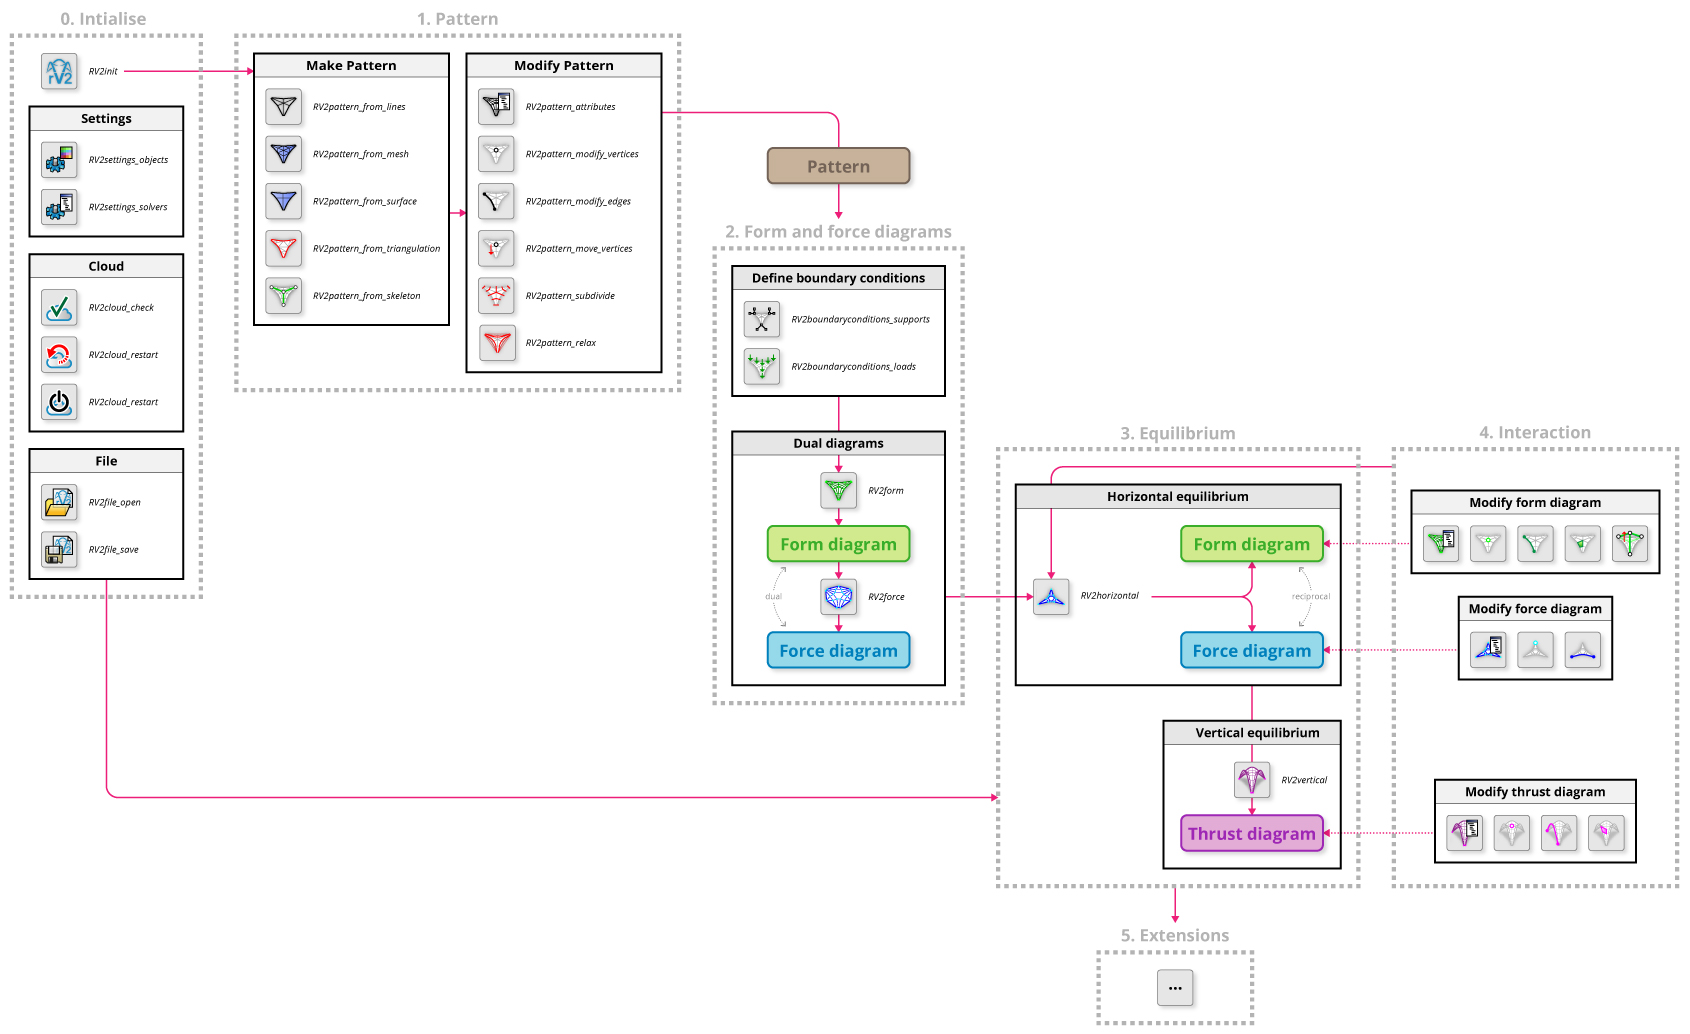 0. Intialise
RV2init
Settings
RV2settings_objects
RV2settings_solvers
Cloud
RV2cloud_check
RV2cloud_restart
RV2cloud_restart
File
RV2file_open
RV2file_save
1. Pattern
Make Pattern
RV2pattern_from_lines
RV2pattern_from_mesh
RV2pattern_from_surface
RV2pattern_from_triangulation
RV2pattern_from_skeleton
Modify Pattern
RV2pattern_attributes
RV2pattern_modify_vertices
RV2pattern_modify_edges
RV2pattern_move_vertices
RV2pattern_subdivide
RV2pattern_relax
Pattern
2. Form and force diagrams
Define boundary conditions
RV2boundaryconditions_supports
RV2boundaryconditions_loads
Dual diagrams
RV2form
Form diagram
dual
RV2force
Force diagram
3. Equilibrium
Horizontal equilibrium
Form diagram
RV2horizontal
reciprocal
Force diagram
Vertical equilibrium
RV2vertical
Thrust diagram
4. Interaction
Modify form diagram
Modify force diagram
Modify thrust diagram
5. Extensions
...
rV2